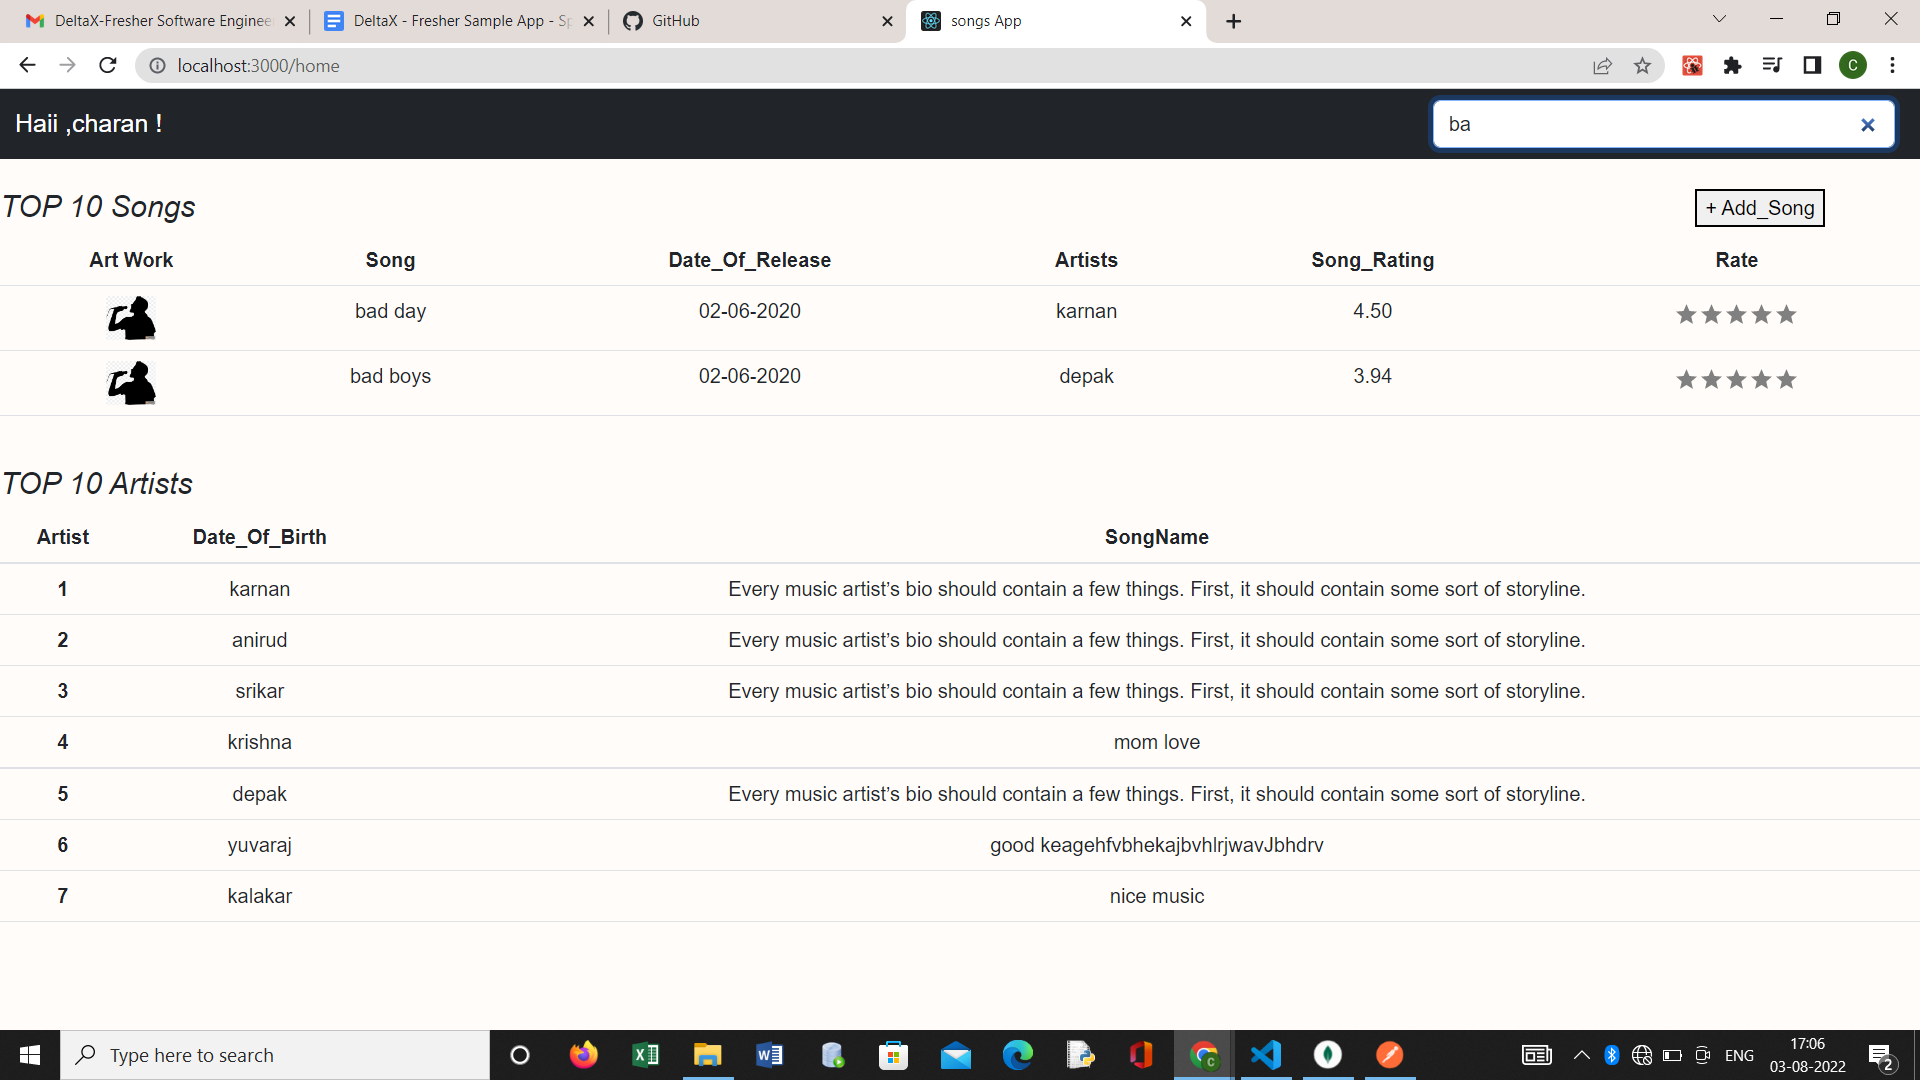 DeltaX-Fresher Software Enginee
DeltaX - Fresher Sample App - Sp
GitHub
songs App
localhost:3000/home
C
Haii ,charan !
ba
TOP 10 Songs
+ Add_Song
Art Work Song Date_Of_Release Artists Song_Rating Rate
bad day 02-06-2020 karnan 4.50
bad boys 02-06-2020 depak 3.94
TOP 10 Artists
Artist Date_Of_Birth SongName
1 karnan Every music artist’s bio should contain a few things. First, it should contain some sort of storyline.
2 anirud Every music artist’s bio should contain a few things. First, it should contain some sort of storyline.
3 srikar Every music artist’s bio should contain a few things. First, it should contain some sort of storyline.
4 krishna mom love
5 depak Every music artist’s bio should contain a few things. First, it should contain some sort of storyline.
6 yuvaraj good keagehfvbhekajbvhlrjwavJbhdrv
7 kalakar nice music
Type here to search
ENG
17:06
03-08-2022
2